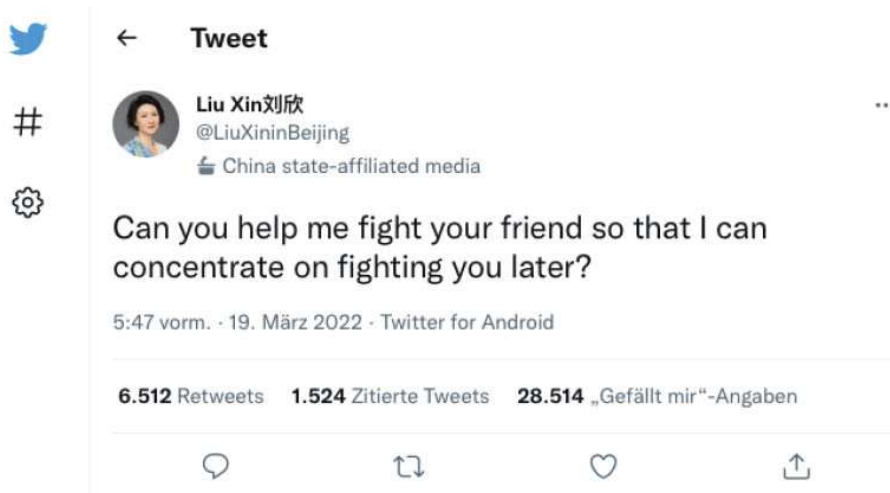 Tweet
Liu Xin刘欣
@LiuXininBeijing
China state-affiliated media
Can you help me fight your friend so that I can
concentrate on fighting you later?
5:47 vorm. · 19. März 2022 · Twitter for Android
6.512 Retweets 1.524 Zitierte Tweets 28.514 „Gefällt mir“-Angaben